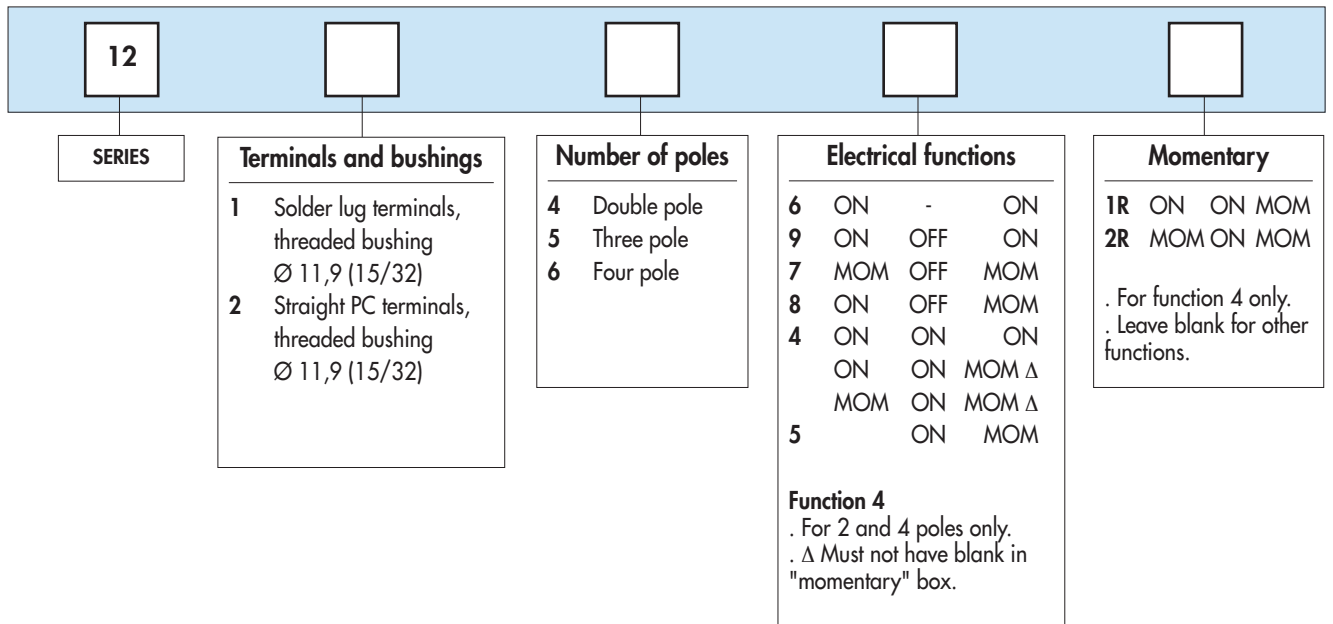 12
SERIES
Terminals and bushings
1 Solder lug terminals,
threaded bushing
Ø 11,9 (15/32)
2 Straight PC terminals,
threaded bushing
Ø 11,9 (15/32)
Number of poles
4 Double pole
5 Three pole
6 Four pole
Electrical functions
6 ON - ON
9 ON OFF ON
7 MOM OFF MOM
8 ON OFF MOM
4 ON ON ON
ON ON MOM Δ
MOM ON MOM Δ
5 ON MOM
Function 4
. For 2 and 4 poles only.
. Δ Must not have blank in
"momentary" box.
Momentary
1R ON ON MOM
2R MOM ON MOM
. For function 4 only.
. Leave blank for other
functions.